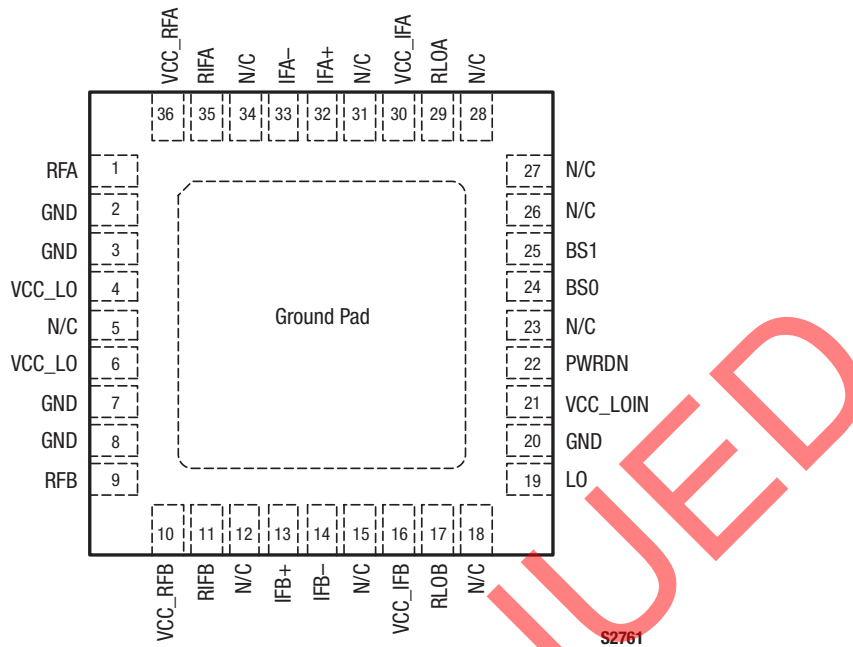 VCC_RFA
RIFA
N/C
IFA–
IFA+
N/C
VCC_IFA
RLOA
N/C
36 35 34 33 32 31 30 29 28
RFA 1
GND 2
GND 3
VCC_LO 4
N/C 5
VCC_LO 6
GND 7
GND 8
RFB 9
Ground Pad
27 N/C
26 N/C
25 BS1
24 BS0
23 N/C
22 PWRDN
21 VCC_LOIN
20 GND
19 LO
10 11 12 13 14 15 16 17 18
VCC_RFB
RIFB
N/C
IFB+
IFB–
N/C
VCC_IFB
RLOB
N/C
S2761
UED